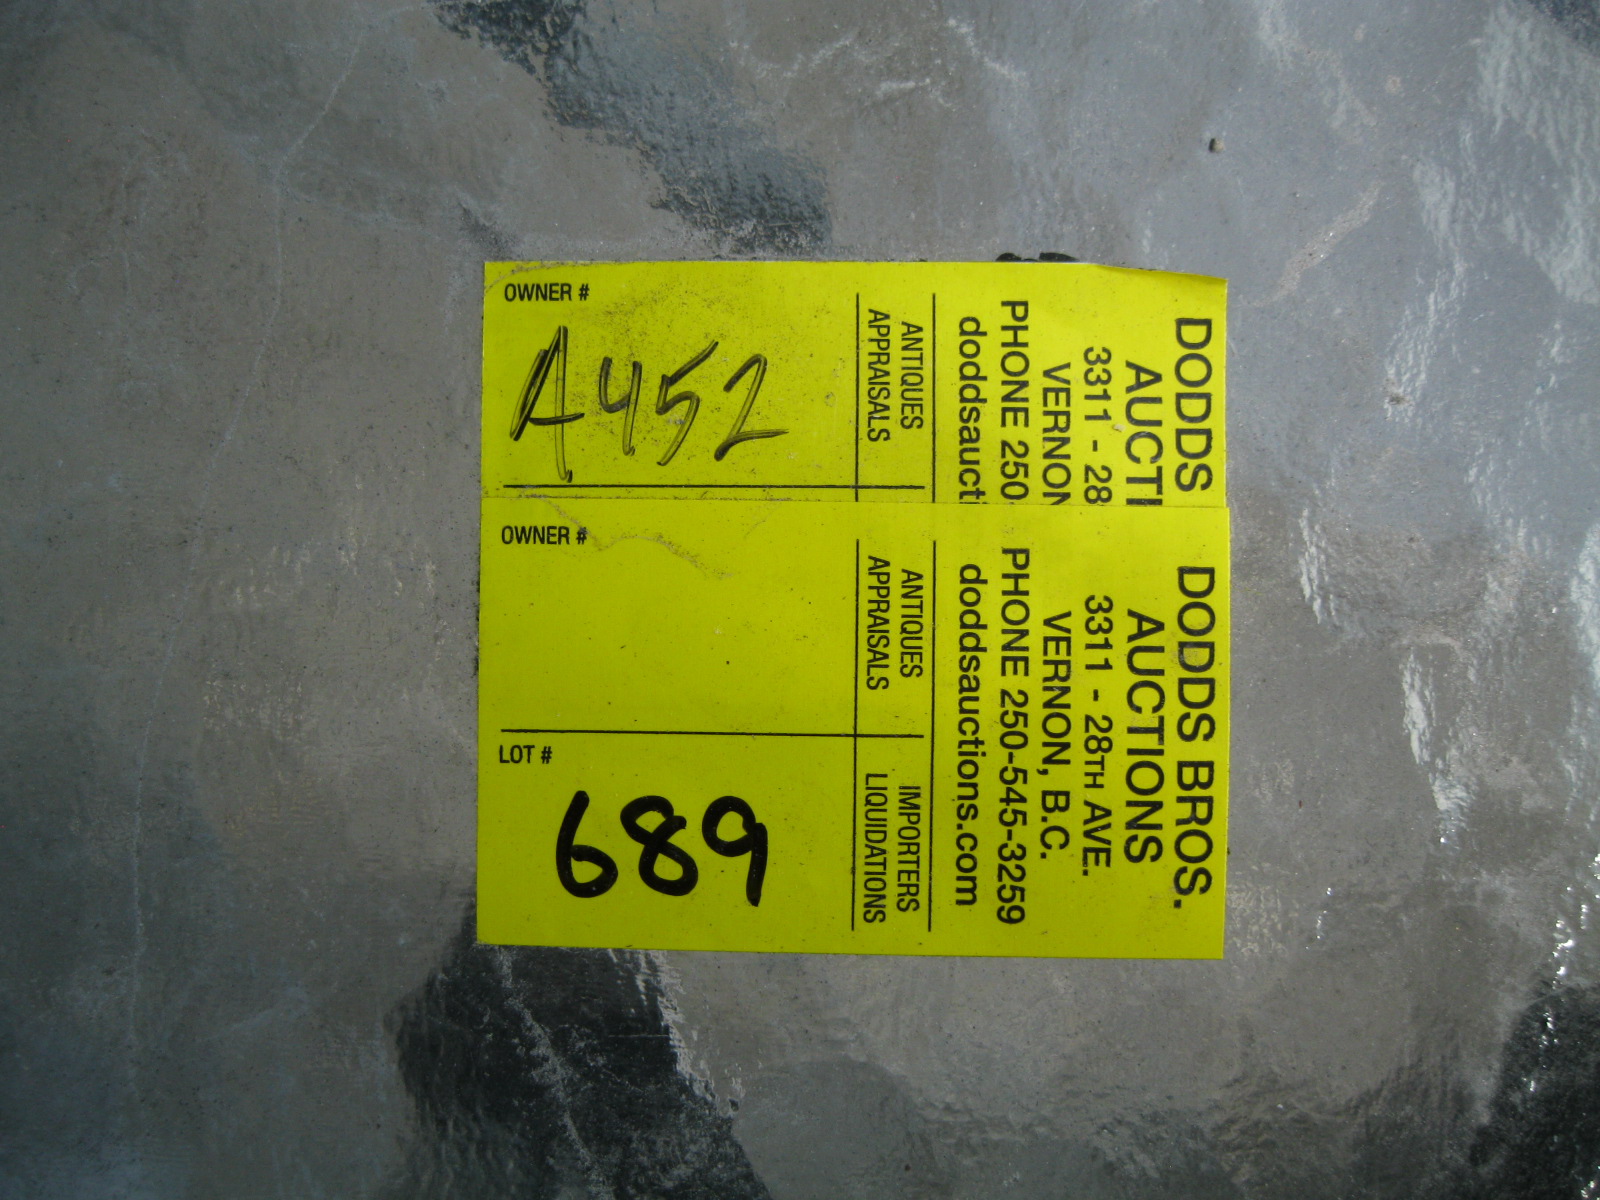 DODDS
AUCTI
3311 - 28
VERNON
PHONE 250
doddsaucti
ANTIQUES
APPRAISALS
OWNER #
A452
DODDS BROS.
AUCTIONS
3311 - 28TH AVE.
VERNON, B.C.
PHONE 250-545-3259
doddsauctions.com
ANTIQUES
APPRAISALS
IMPORTERS
LIQUIDATIONS
OWNER #
LOT #
689